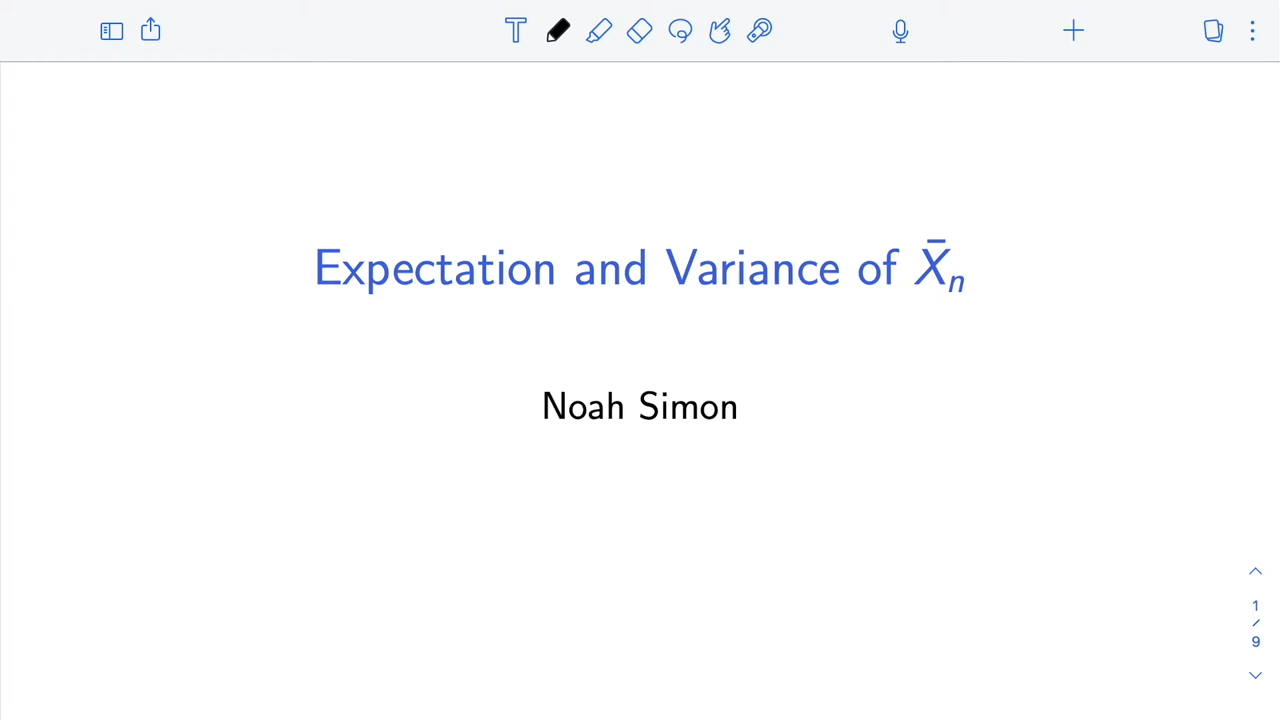 Expectation and Variance of X̄ₙ
Noah Simon
1
/
9